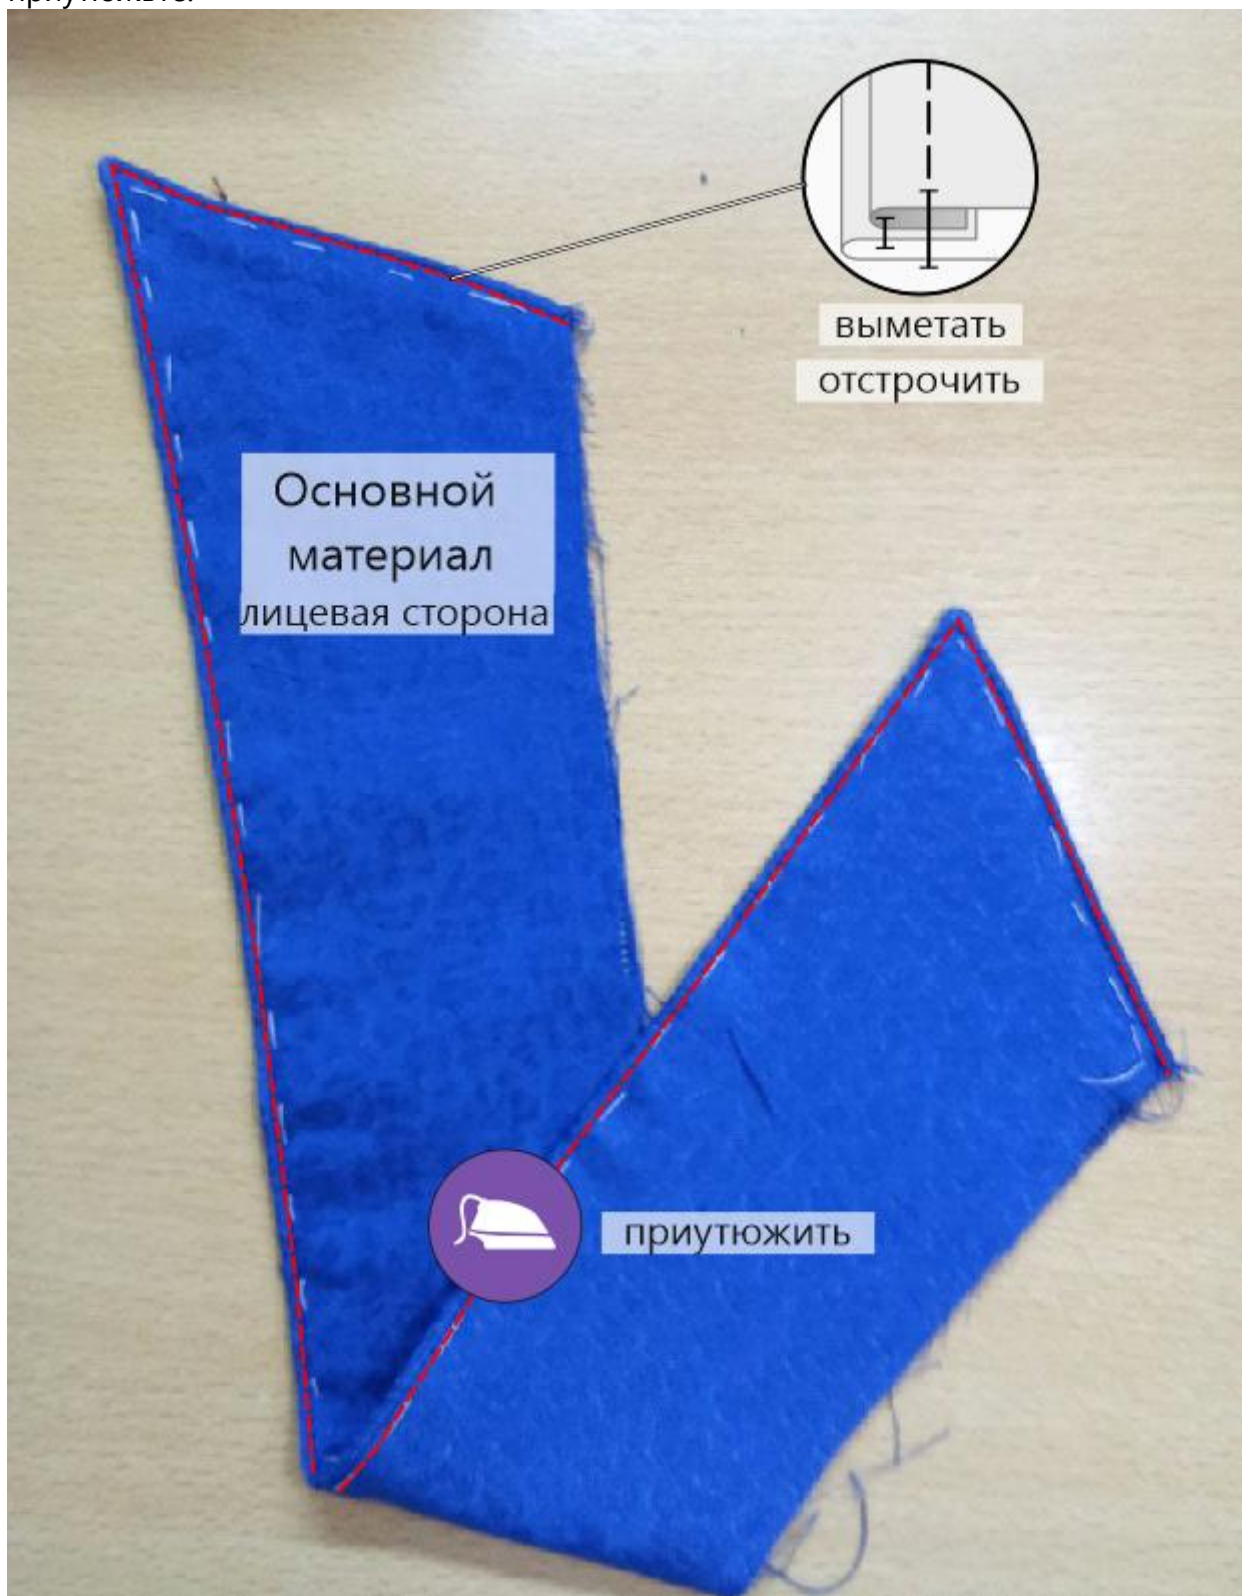 выметать
отстрочить
Основной
материал
лицевая сторона
приутюжить